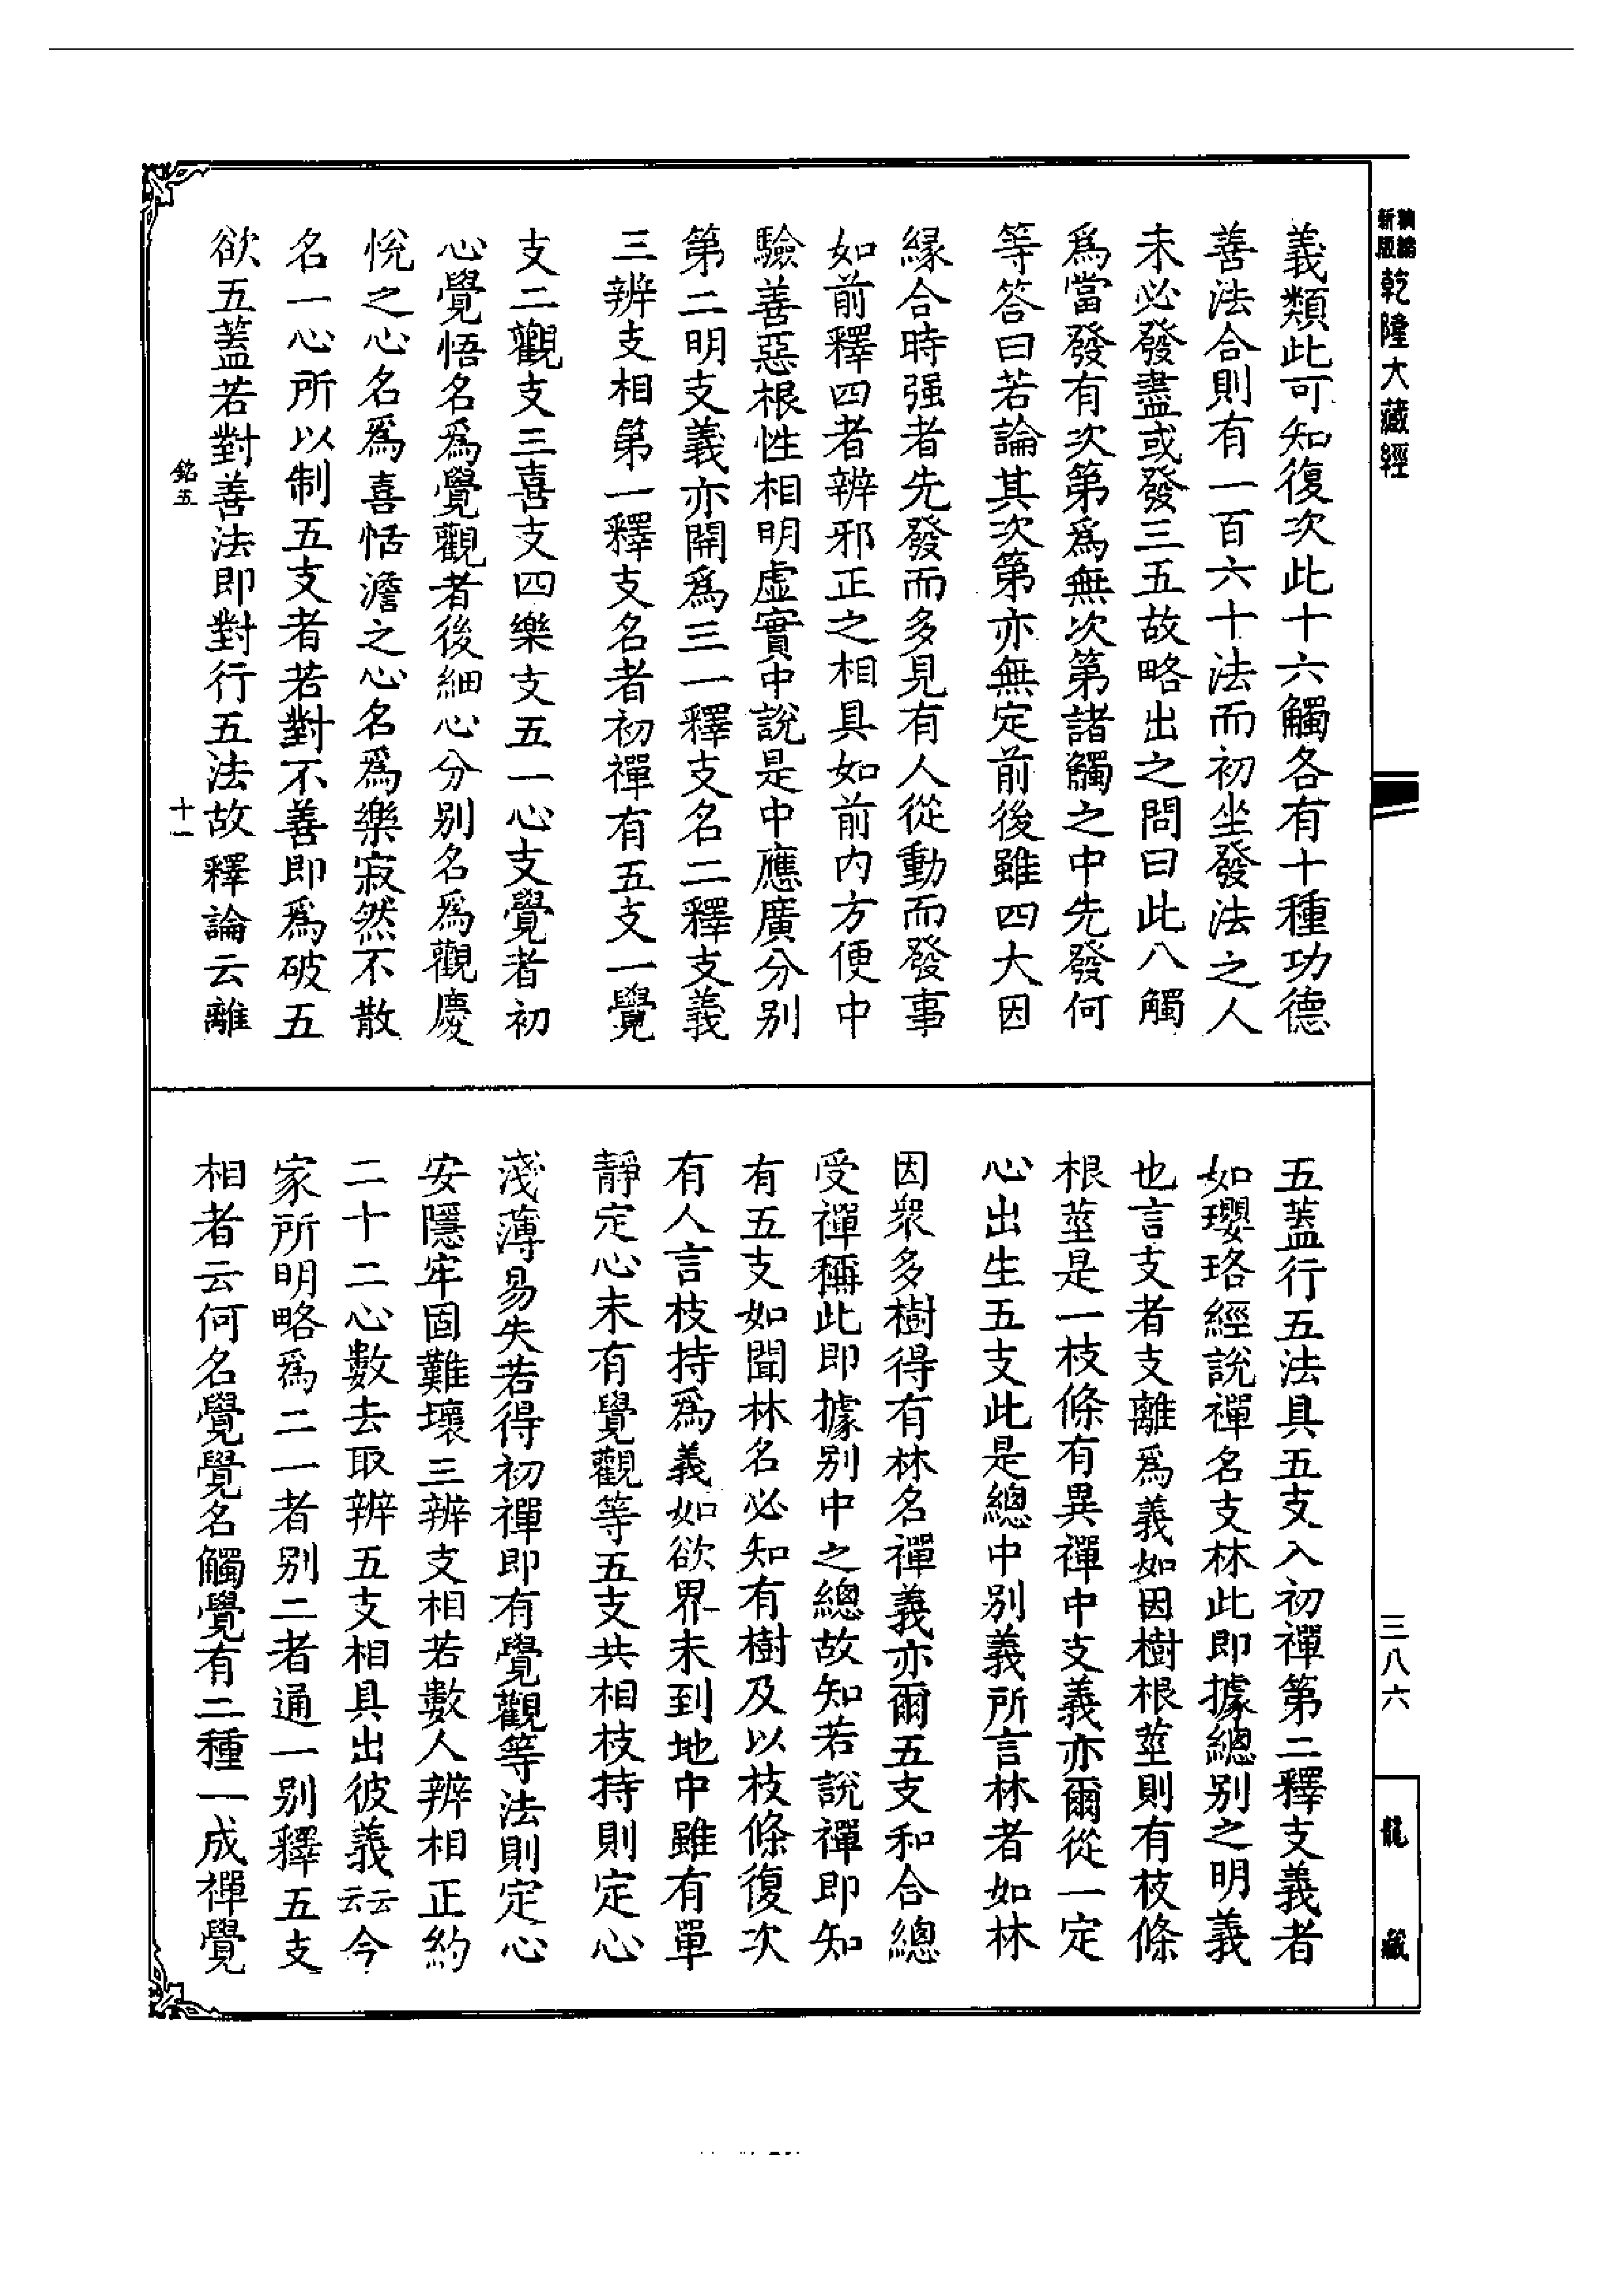 新編
縮版
乾隆大藏經
三八六
龍藏
義類此可知復次此十六觸各有十種功德
善法合則有一百六十法而初坐發法之人
未必發盡或發三五故略出之問曰此八觸
爲當發有次第爲無次第諸觸之中先發何
等答曰若論其次第亦無定前後雖四大因
緣合時强者先發而多見有人從動而發事
如前釋四者辨邪正之相具如前内方便中
驗善惡根性相明虛實中說是中應廣分别
第二明支義亦開爲三一釋支名二釋支義
三辨支相第一釋支名者初禪有五支一覺
支二觀支三喜支四樂支五一心支覺者初
心覺悟名爲覺觀者後細心分别名爲觀慶
悅之心名爲喜恬澹之心名爲樂寂然不散
名一心所以制五支者若對不善即爲破五
欲五蓋若對善法即對行五法故釋論云離
銘五
十一
五蓋行五法具五支入初禪第二釋支義者
如瓔珞經說禪名支林此即據總别之明義
也言支者支離爲義如因樹根莖則有枝條
根莖是一枝條有異禪中支義亦爾從一定
心出生五支此是總中别義所言林者如林
因衆多樹得有林名禪義亦爾五支和合總
受禪稱此即據别中之總故知若說禪即知
有五支如聞林名必知有樹及以枝條復次
有人言枝持爲義如欲界未到地中雖有單
靜定心未有覺觀等五支共相枝持則定心
淺薄易失若得初禪即有覺觀等法則定心
安隱牢固難壞三辨支相若數人辨相正約
二十二心數去取辨五支相具出彼義云云今
家所明略爲二一者别二者通一别釋五支
相者云何名覺覺名觸覺有二種一成禪覺